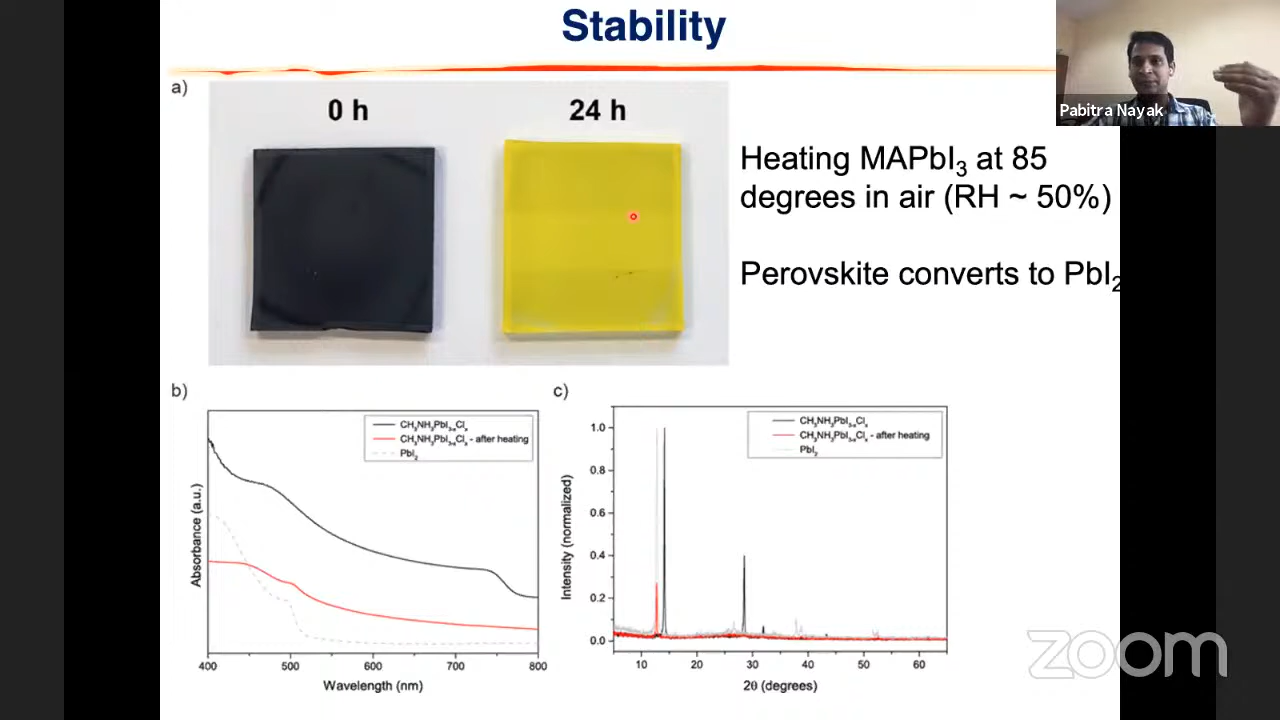 Stability
Pabitra Nayak
a)
0 h
24 h
Heating MAPbI₃ at 85
degrees in air (RH ~ 50%)
Perovskite converts to PbI₂
b)
CH₃NH₃PbI₃₋ₓClₓ
CH₃NH₃PbI₃₋ₓClₓ - after heating
PbI₂
Absorbance (a.u.)
400 500 600 700 800
Wavelength (nm)
c)
CH₃NH₃PbI₃₋ₓClₓ
CH₃NH₃PbI₃₋ₓClₓ - after heating
PbI₂
Intensity (normalized)
1.0
0.8
0.6
0.4
0.2
0.0
10 20 30 40 50 60
2θ (degrees)
zoom